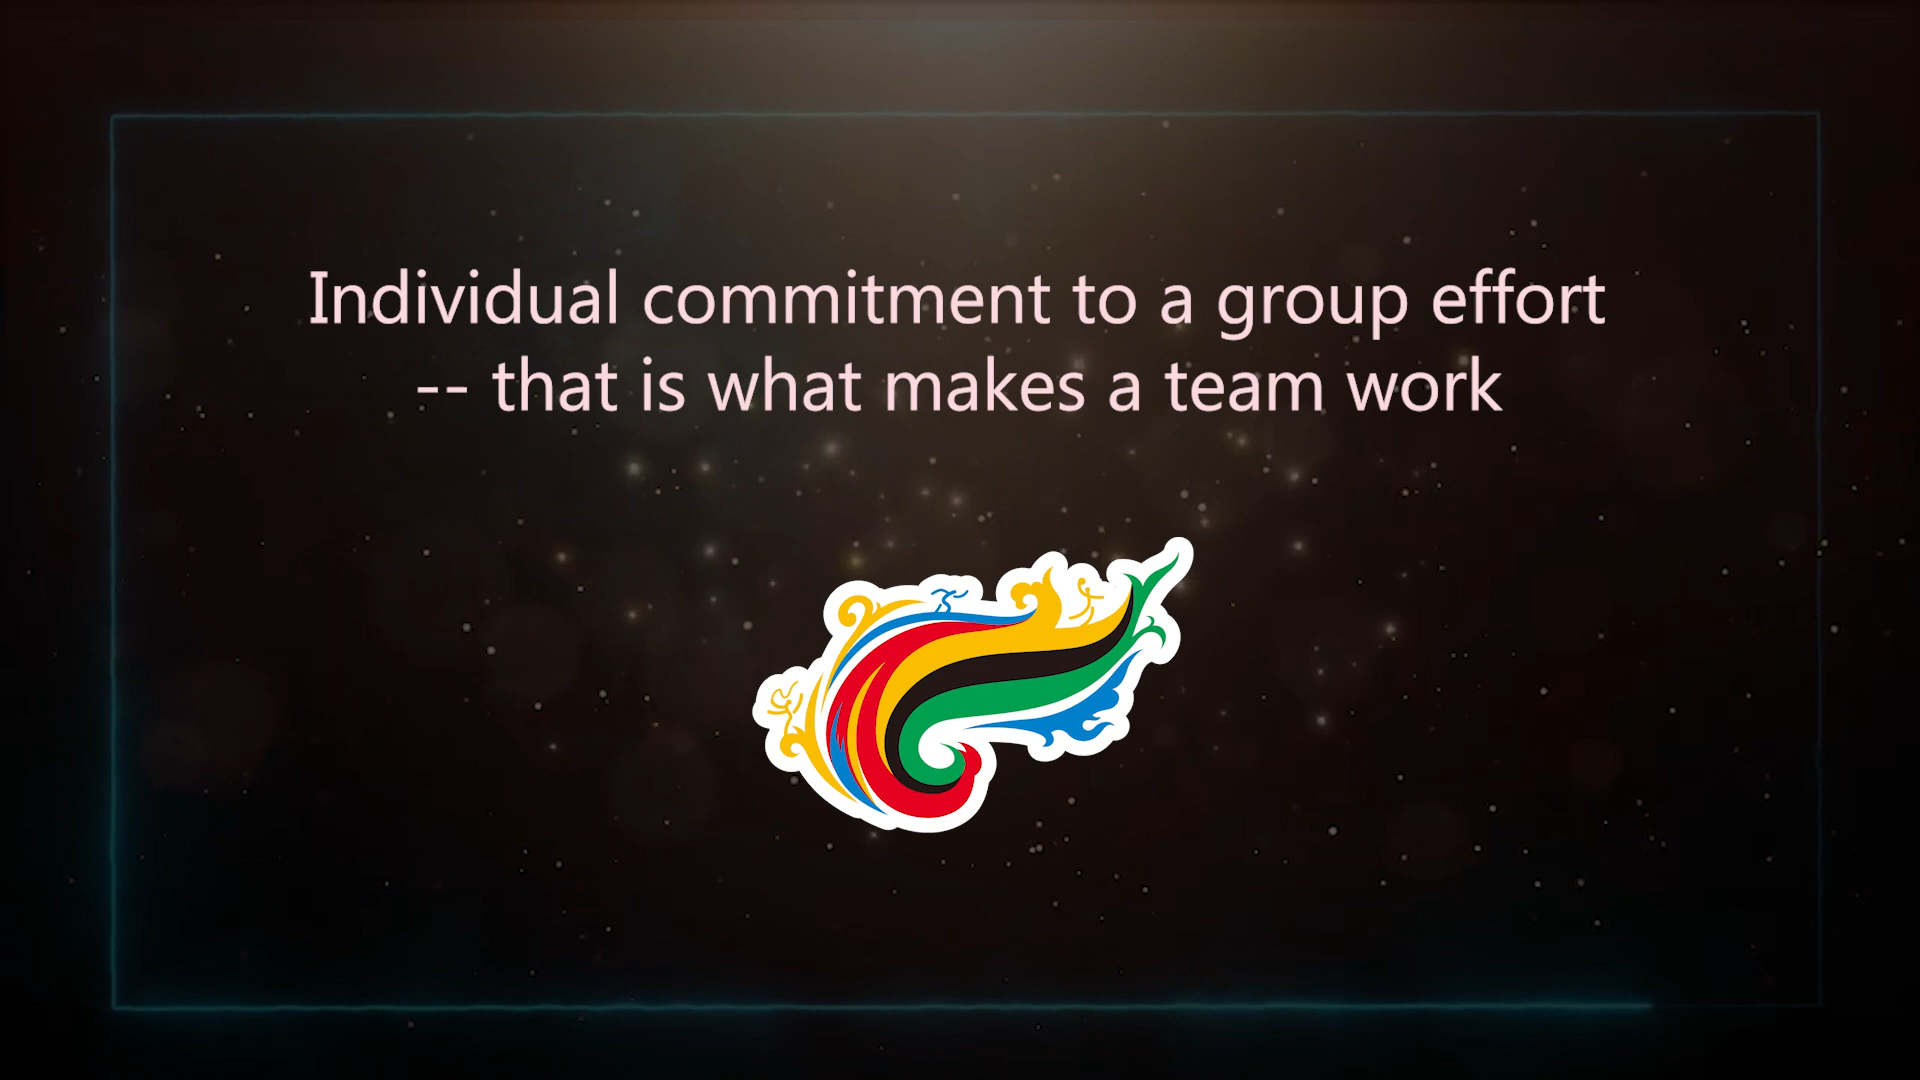 Individual commitment to a group effort
-- that is what makes a team work